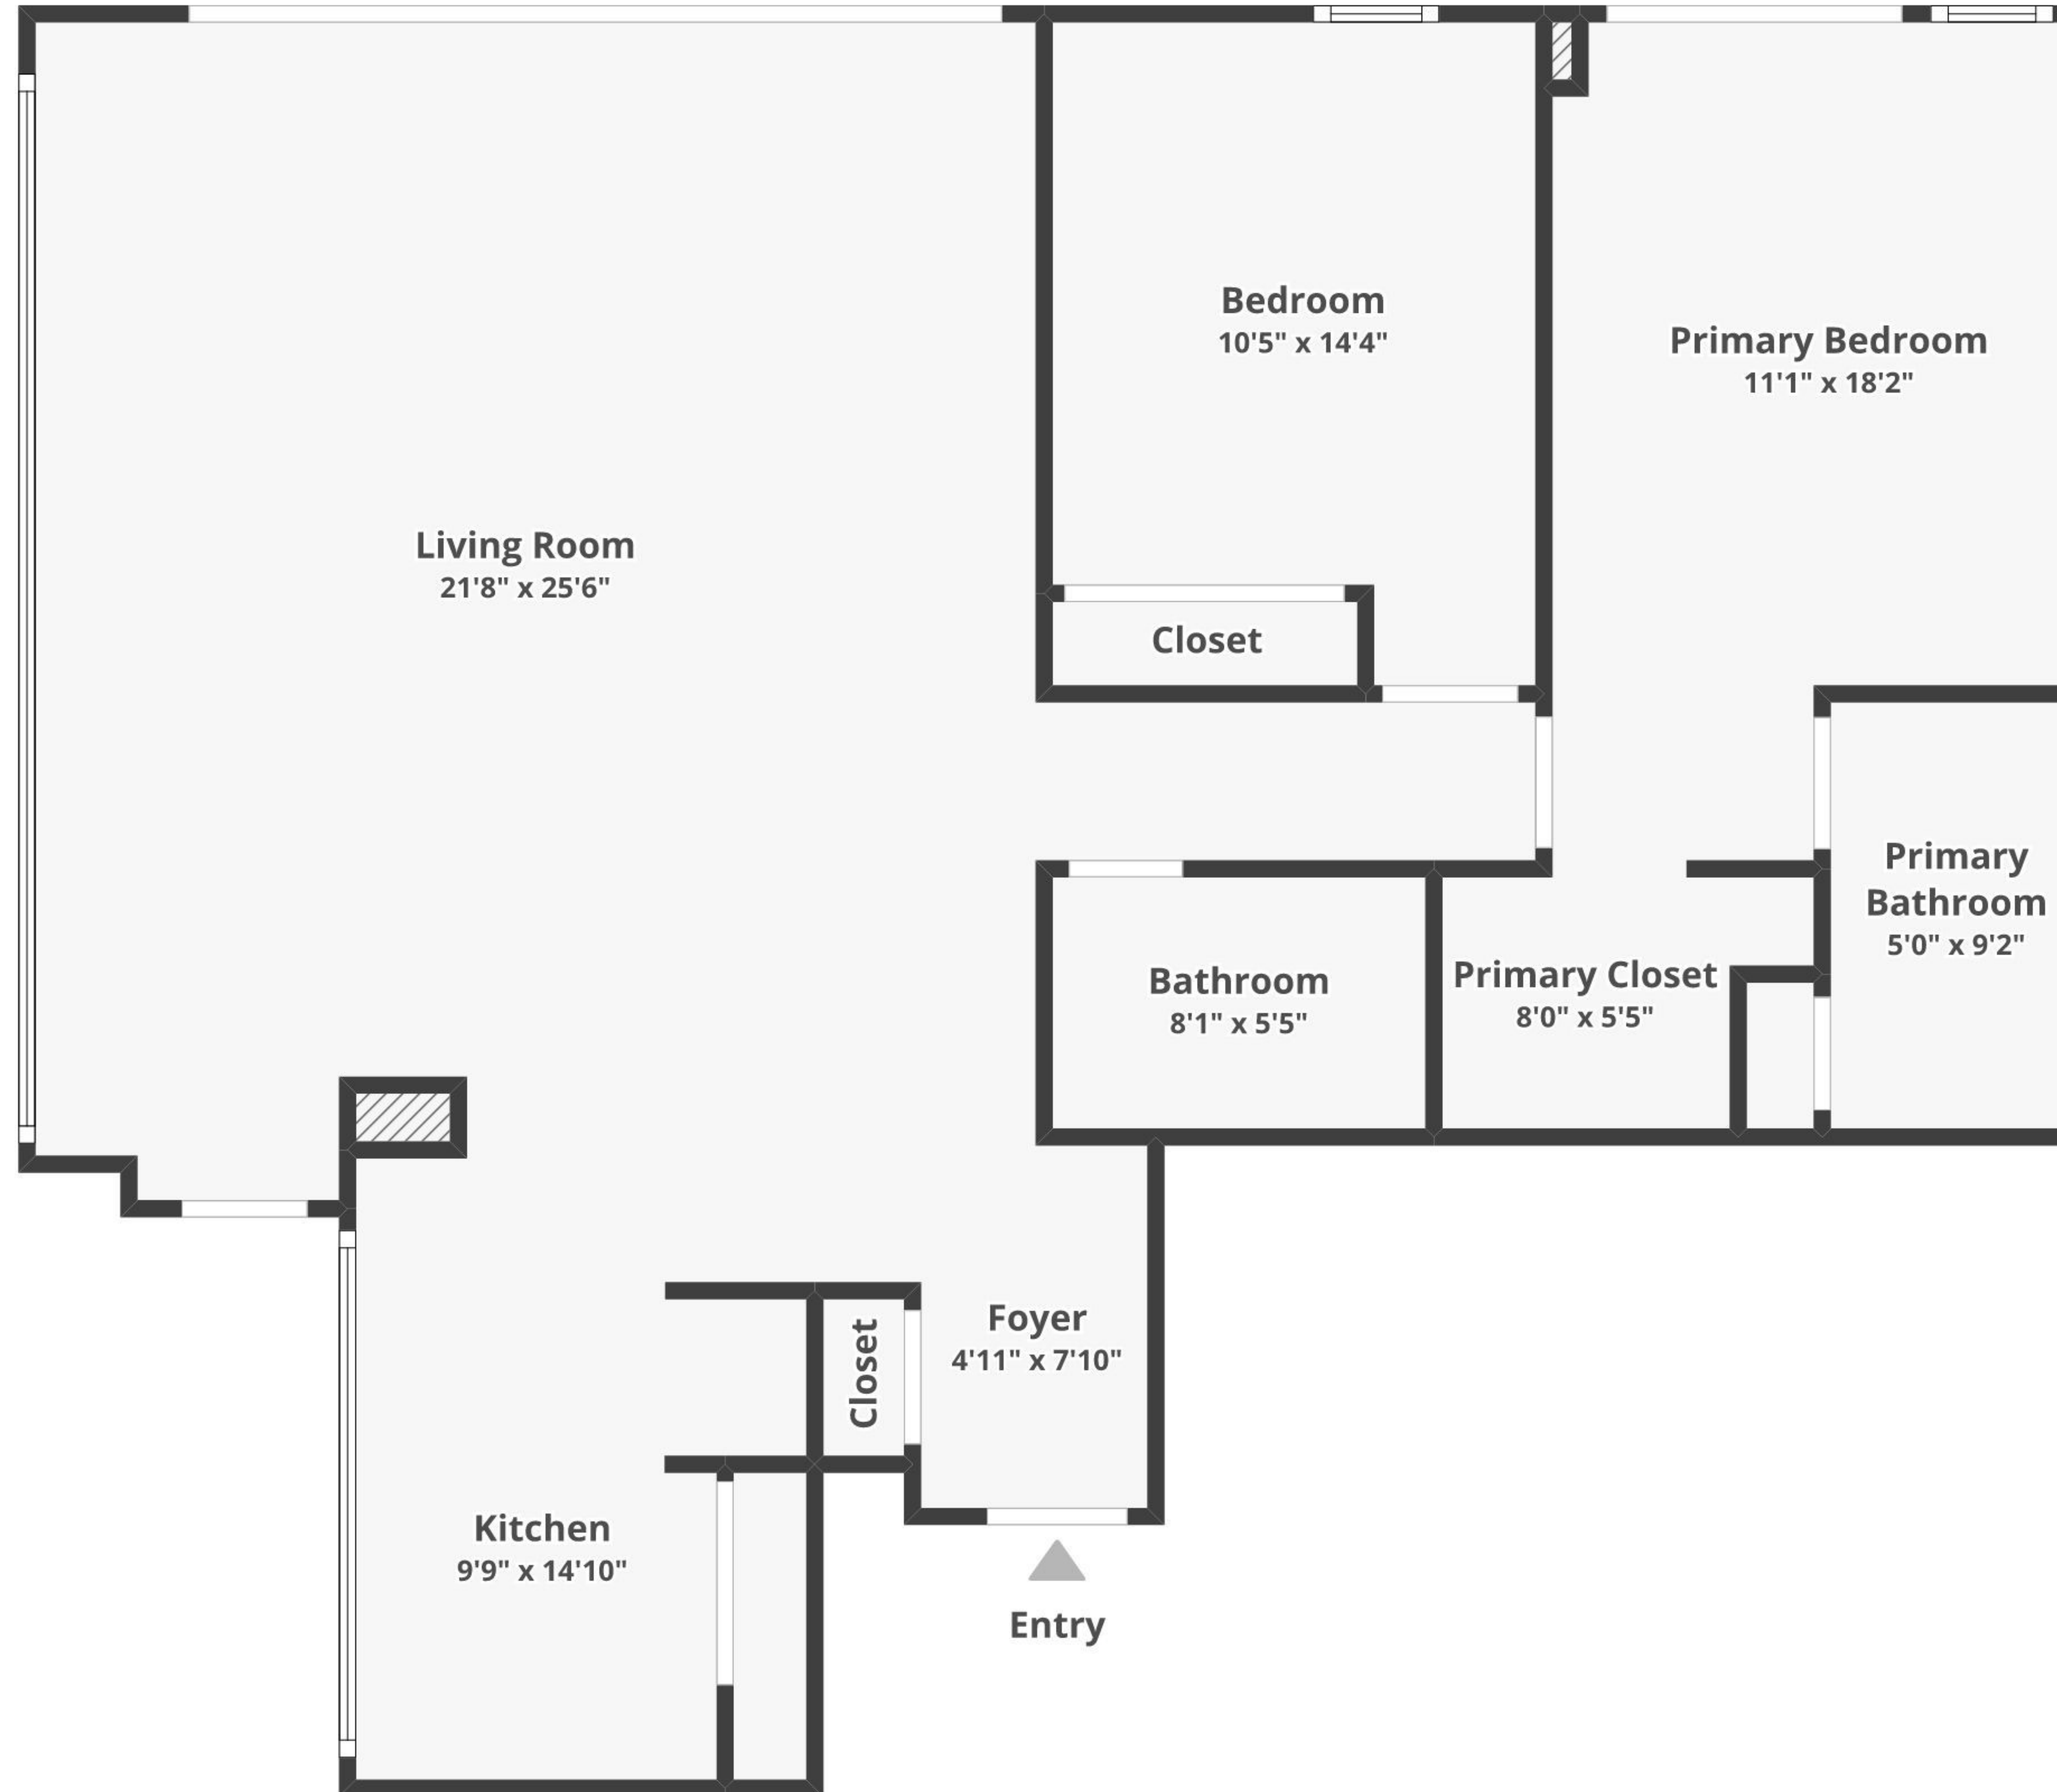 Bedroom
10'5" x 14'4"
Primary Bedroom
11'1" x 18'2"
Living Room
21'8" x 25'6"
Closet
Primary
Bathroom
5'0" x 9'2"
Bathroom
8'1" x 5'5"
Primary Closet
8'0" x 5'5"
Foyer
4'11" x 7'10"
Closet
Kitchen
9'9" x 14'10"
Entry